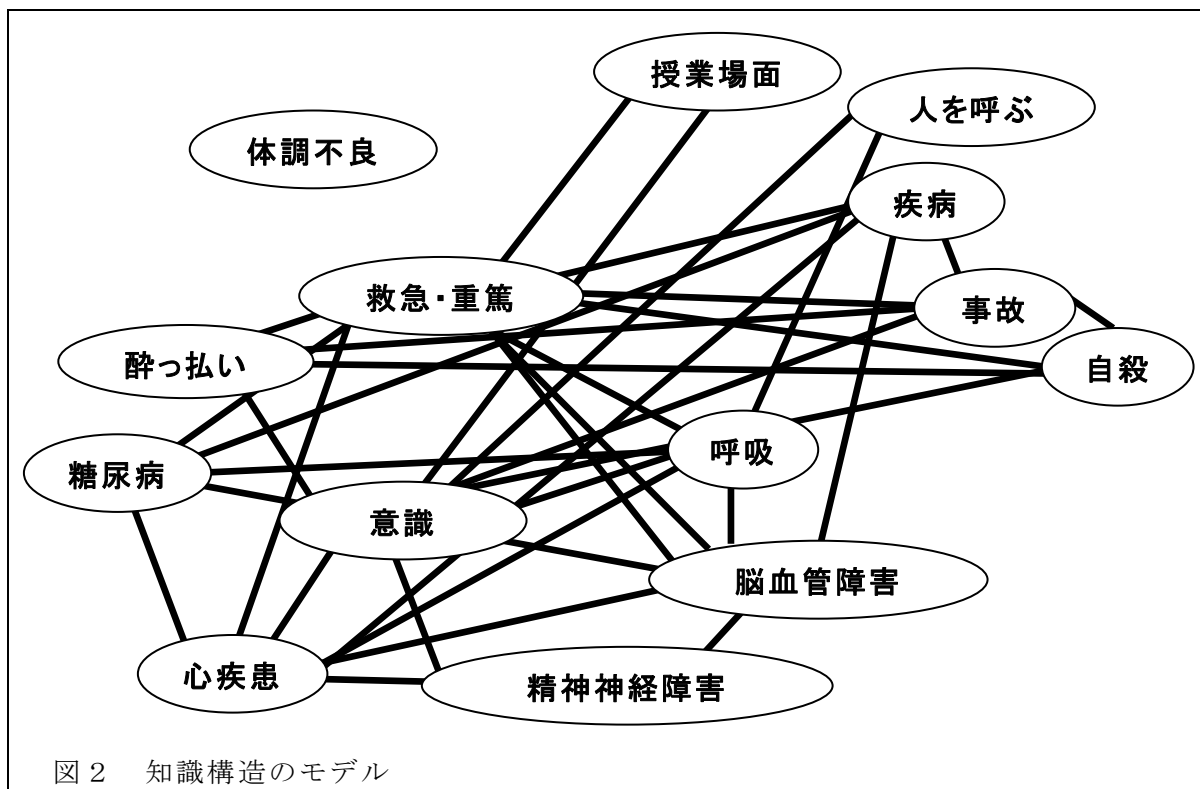 授業場面
人を呼ぶ
体調不良
疾病
救急・重篤
事故
酔っ払い
自殺
呼吸
糖尿病
意識
脳血管障害
心疾患
精神神経障害
図２　知識構造のモデル